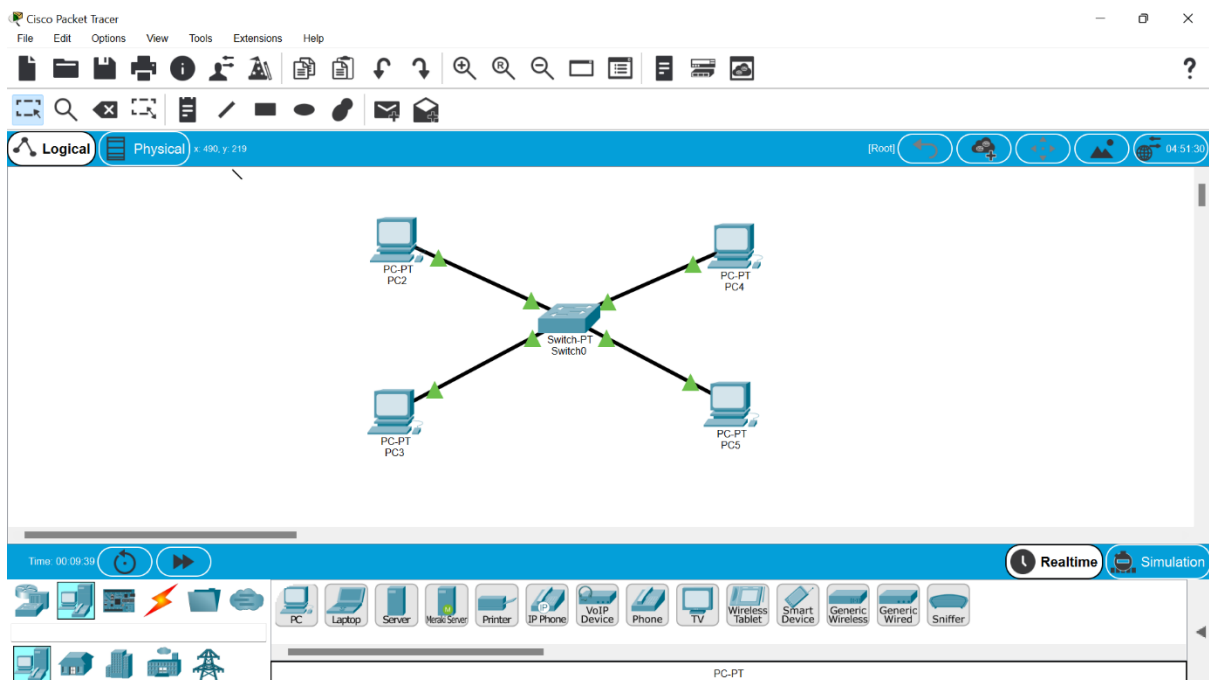 Cisco Packet Tracer
File Edit Options View Tools Extensions Help
R
?
Logical Physical x: 490, y: 219 [Root] 04:51:30
PC-PT
PC2
PC-PT
PC4
Switch-PT
Switch0
PC-PT
PC3
PC-PT
PC5
Time: 00:09:39 Realtime Simulation
PC Laptop Server Meraki Server Printer IP Phone VoIP Device Phone TV Wireless Tablet Smart Device Generic Wireless Generic Wired Sniffer
PC-PT